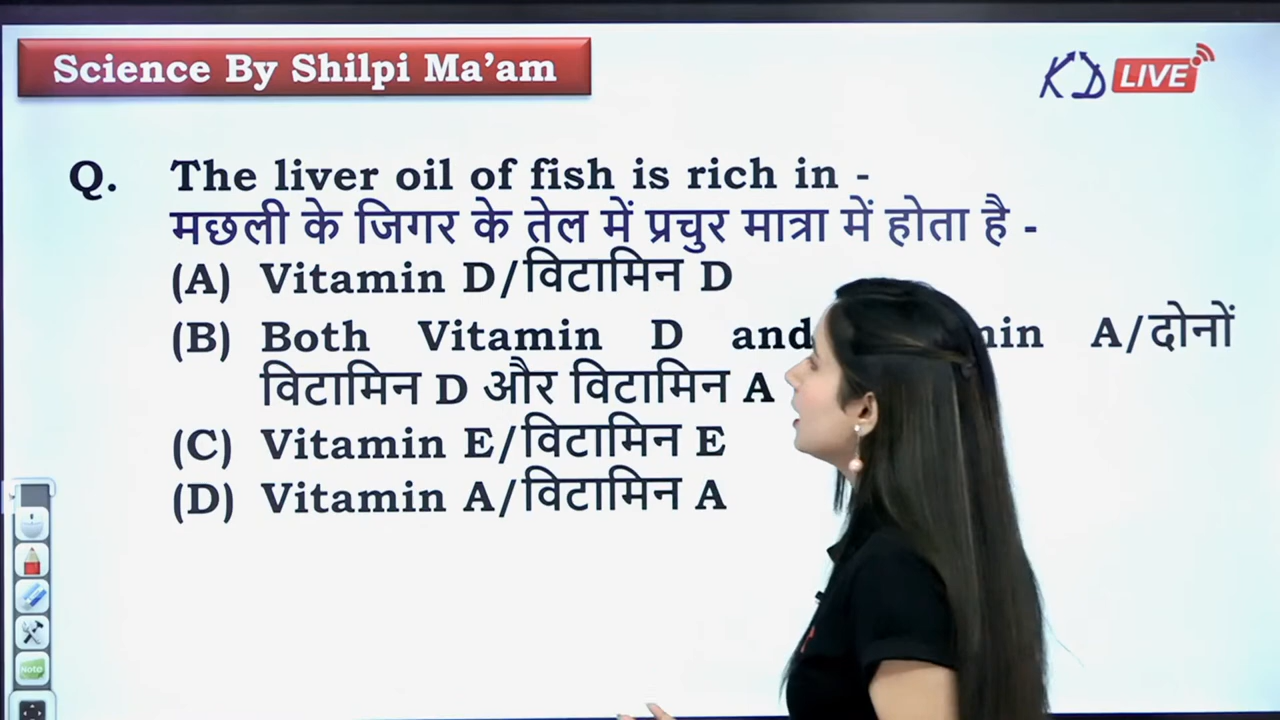 Science By Shilpi Ma’am
KD LIVE
Q. The liver oil of fish is rich in -
मछली के जिगर के तेल में प्रचुर मात्रा में होता है -
(A) Vitamin D/विटामिन D
(B) Both Vitamin D and A/दोनों
विटामिन D और विटामिन A
(C) Vitamin E/विटामिन E
(D) Vitamin A/विटामिन A
Note